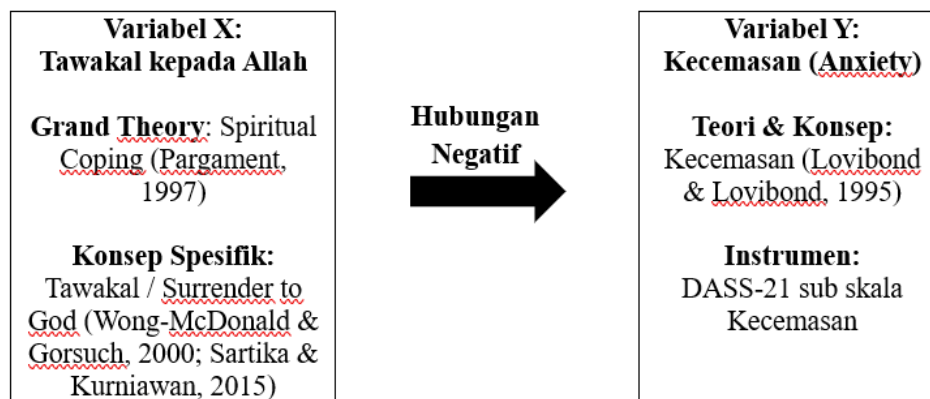 Variabel X:
Tawakal kepada Allah
Grand Theory: Spiritual
Coping (Pargament,
1997)
Konsep Spesifik:
Tawakal / Surrender to
God (Wong-McDonald &
Gorsuch, 2000; Sartika &
Kurniawan, 2015)
Hubungan
Negatif
Variabel Y:
Kecemasan (Anxiety)
Teori & Konsep:
Kecemasan (Lovibond
& Lovibond, 1995)
Instrumen:
DASS-21 sub skala
Kecemasan